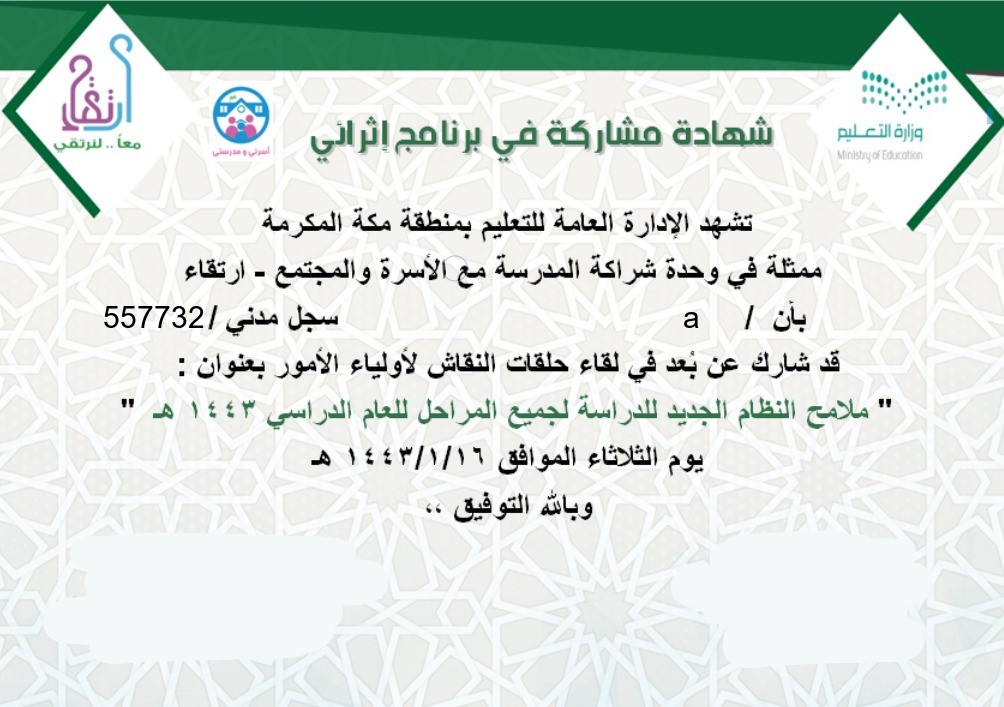 ارتقاء
معاً .. لنرتقي
أسرتي و مدرستي
شهادة مشاركة في برنامج إثرائي
وزارة التعـــليم
Ministry of Education
تشهد الإدارة العامة للتعليم بمنطقة مكة المكرمة
ممثلة في وحدة شراكة المدرسة مع الأسرة والمجتمع - ارتقاء
بأن / a سجل مدني / 557732
قد شارك عن بُعد في لقاء حلقات النقاش لأولياء الأمور بعنوان :
" ملامح النظام الجديد للدراسة لجميع المراحل للعام الدراسي ١٤٤٣ هـ "
يوم الثلاثاء الموافق ١٤٤٣/١/١٦ هـ
وبالله التوفيق ،،